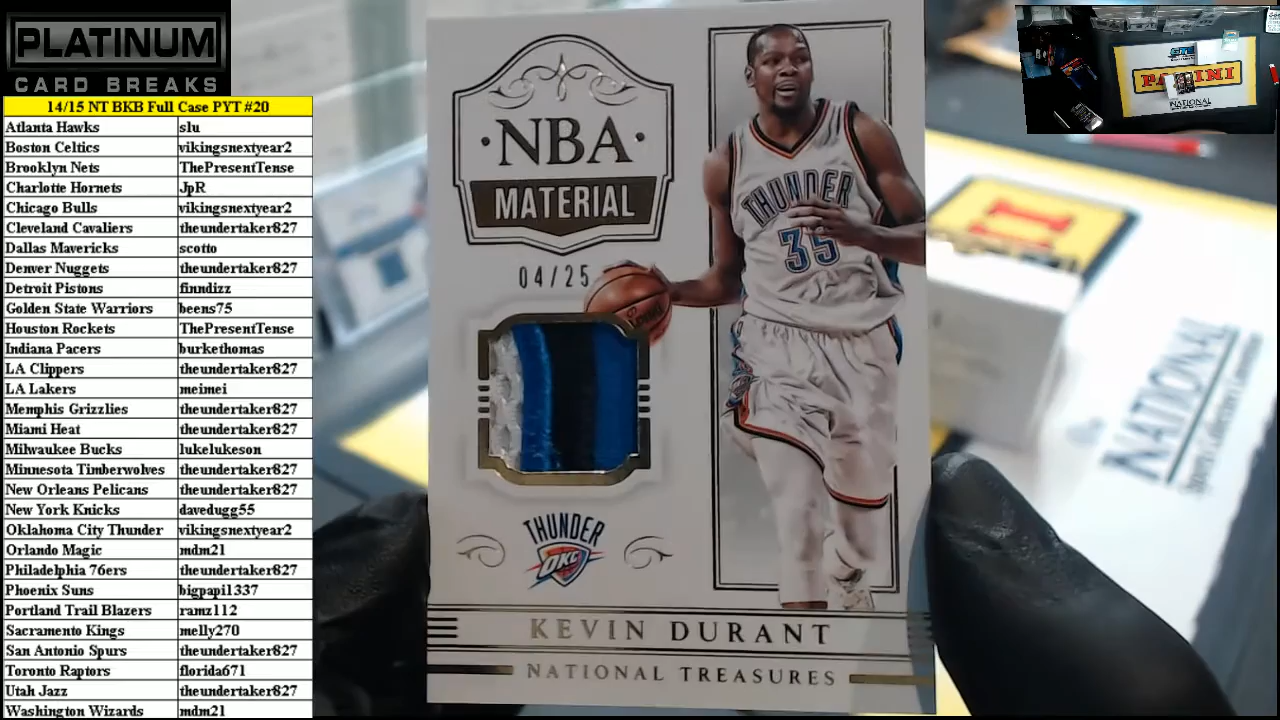 PLATINUM
CARD BREAKS
14/15 NT BKB Full Case PYT #20
Atlanta Hawks slu
Boston Celtics vikingsnextyear2
Brooklyn Nets ThePresentTense
Charlotte Hornets JpR
Chicago Bulls vikingsnextyear2
Cleveland Cavaliers theundertaker827
Dallas Mavericks scotto
Denver Nuggets theundertaker827
Detroit Pistons finndizz
Golden State Warriors beens75
Houston Rockets ThePresentTense
Indiana Pacers burkethomas
LA Clippers theundertaker827
LA Lakers meimei
Memphis Grizzlies theundertaker827
Miami Heat theundertaker827
Milwaukee Bucks lukelukeson
Minnesota Timberwolves theundertaker827
New Orleans Pelicans theundertaker827
New York Knicks davedugg55
Oklahoma City Thunder vikingsnextyear2
Orlando Magic mdm21
Philadelphia 76ers theundertaker827
Phoenix Suns bigpapi1337
Portland Trail Blazers ramz112
Sacramento Kings melly270
San Antonio Spurs theundertaker827
Toronto Raptors florida671
Utah Jazz theundertaker827
Washington Wizards mdm21
·NBA·
MATERIAL
04/25
THUNDER
35
THUNDER
OKC
KEVIN DURANT
NATIONAL TREASURES
PANINI
NATIONAL
NATIONAL